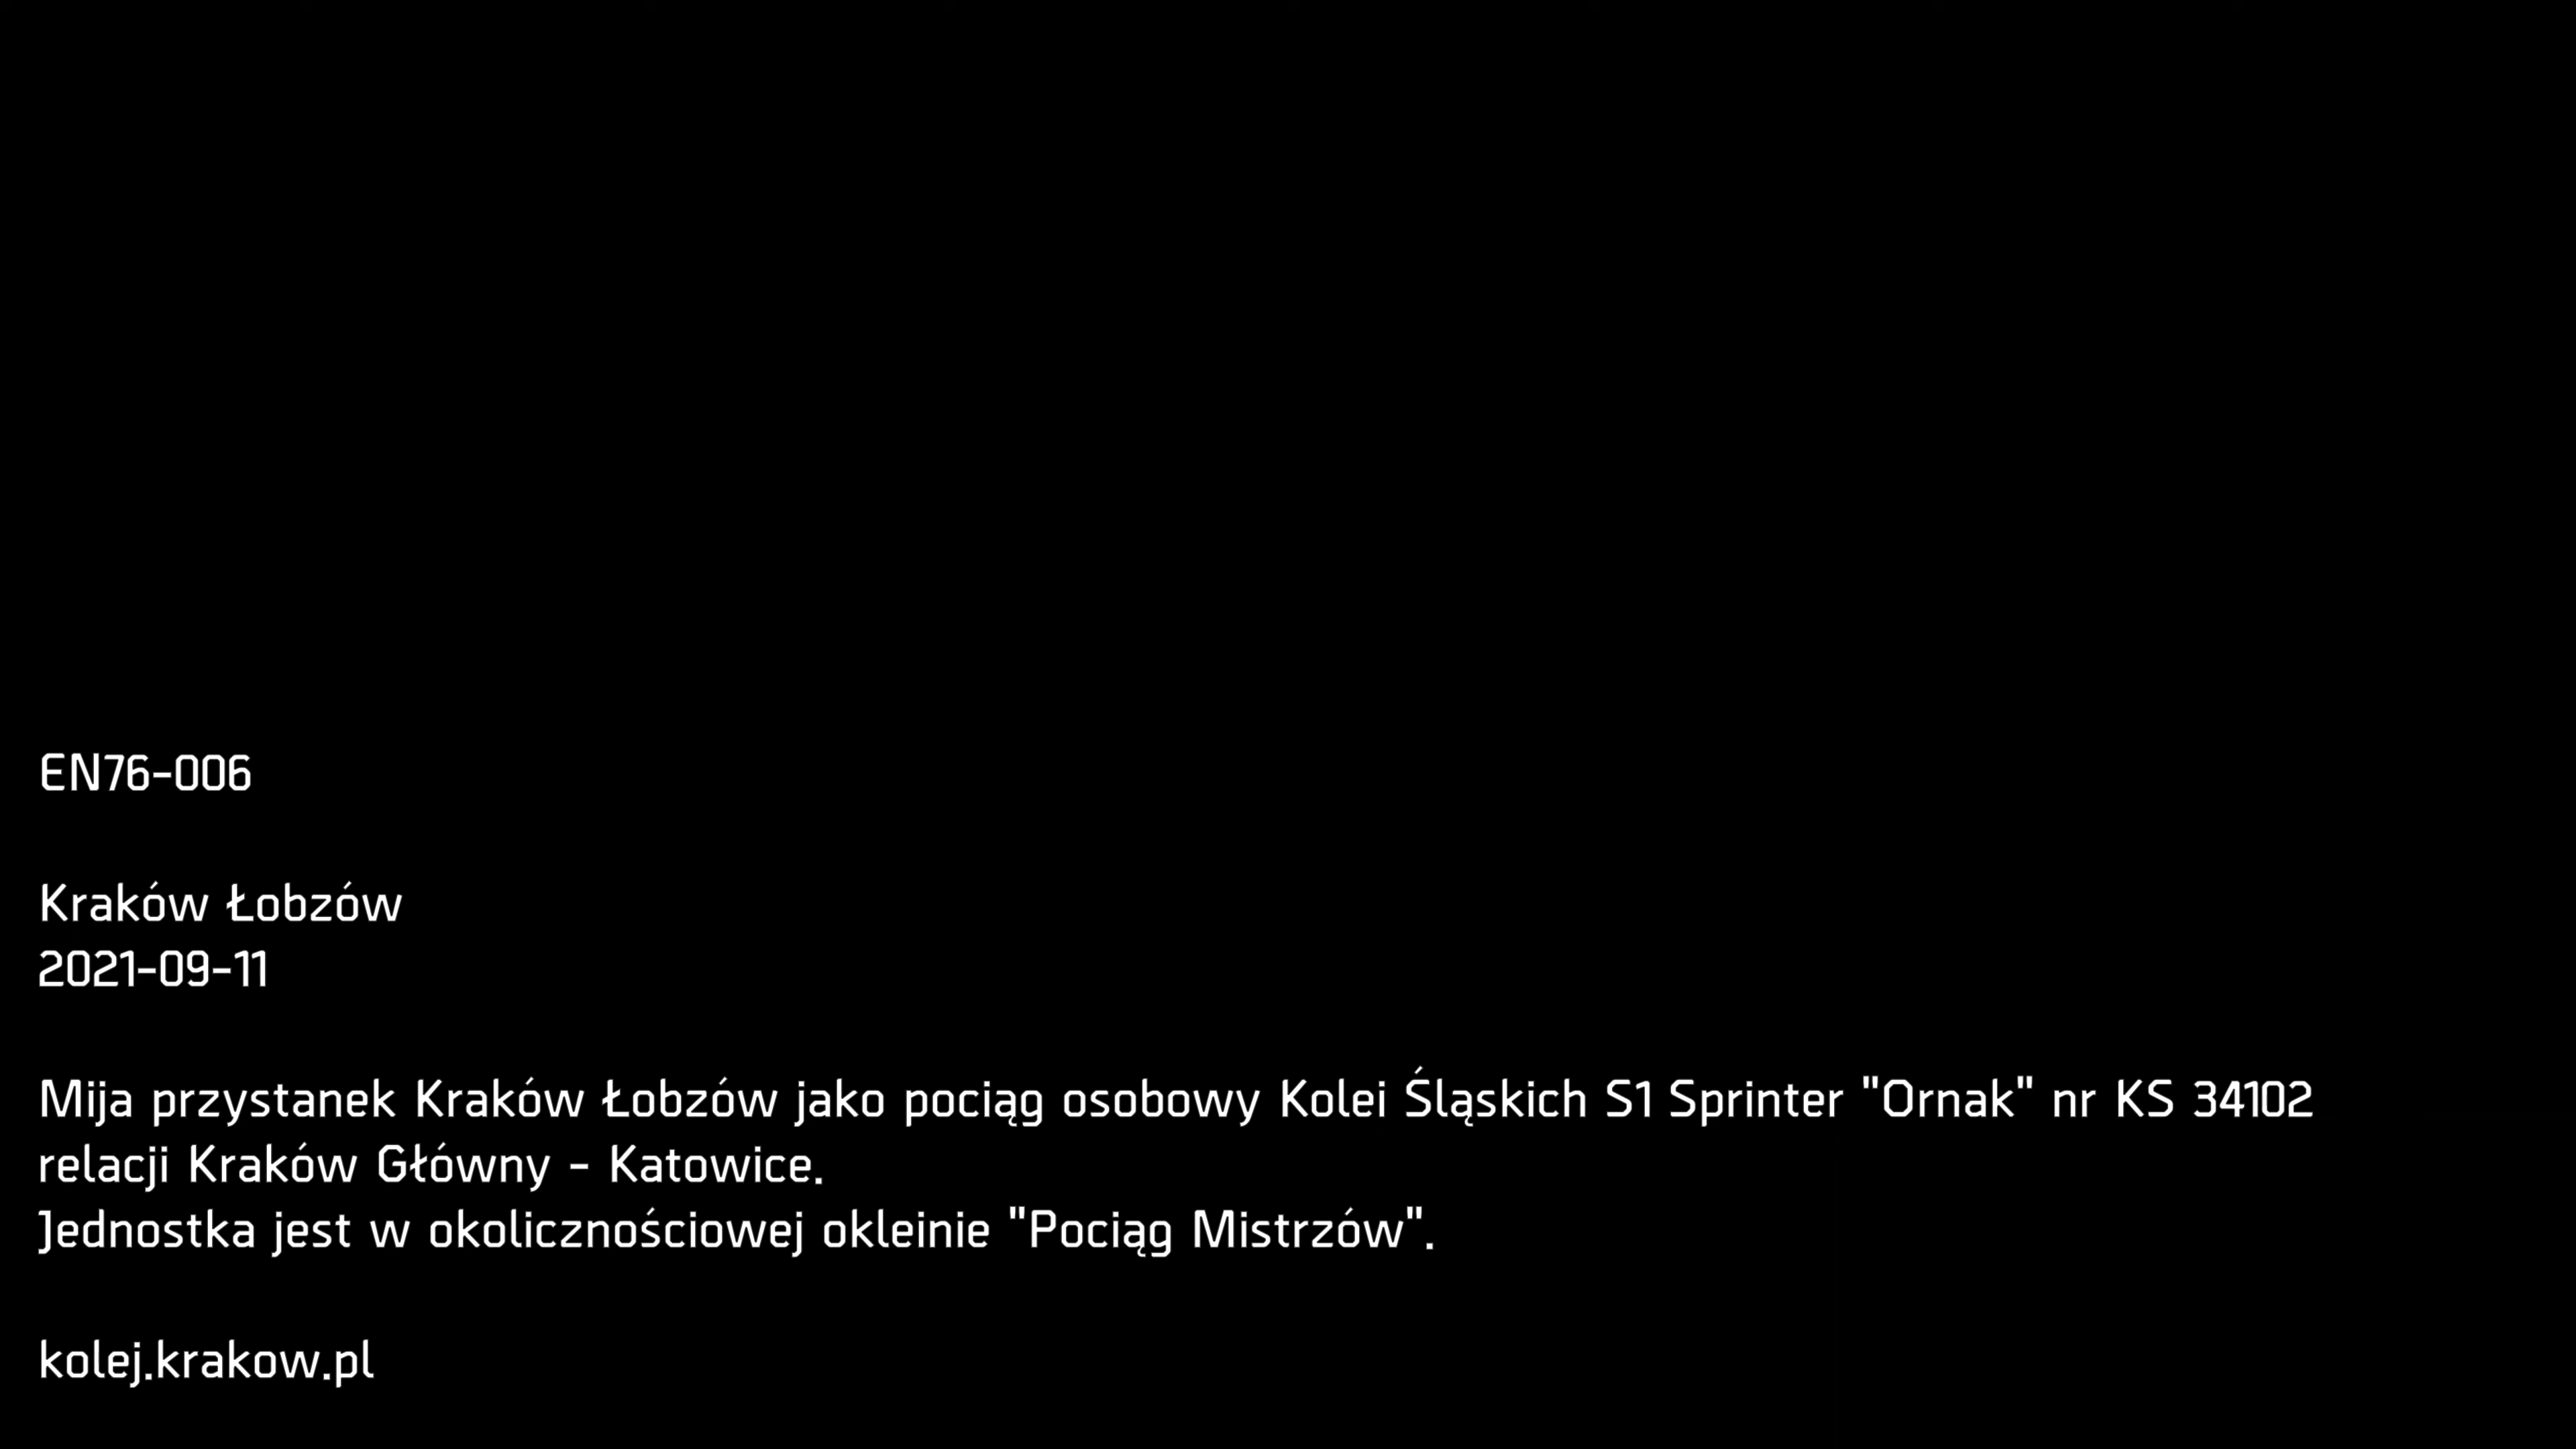 EN76-006
Kraków Łobzów
2021-09-11
Mija przystanek Kraków Łobzów jako pociąg osobowy Kolei Śląskich S1 Sprinter "Ornak" nr KS 34102
relacji Kraków Główny - Katowice.
Jednostka jest w okolicznościowej okleinie "Pociąg Mistrzów".
kolej.krakow.pl